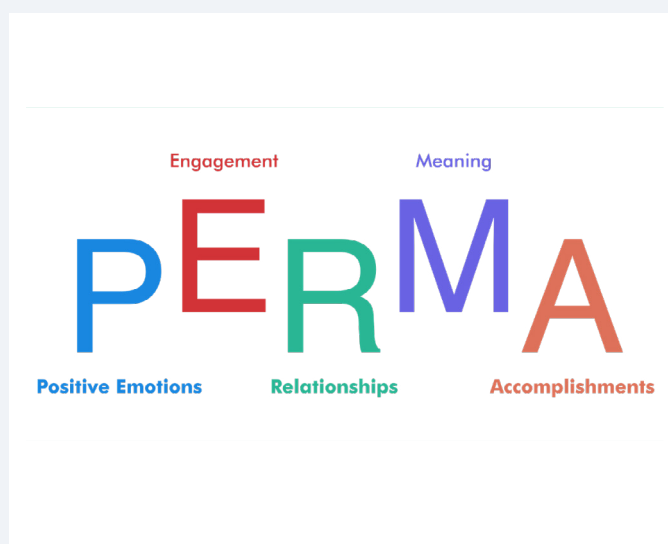 Engagement Meaning
PERMA
Positive Emotions Relationships Accomplishments